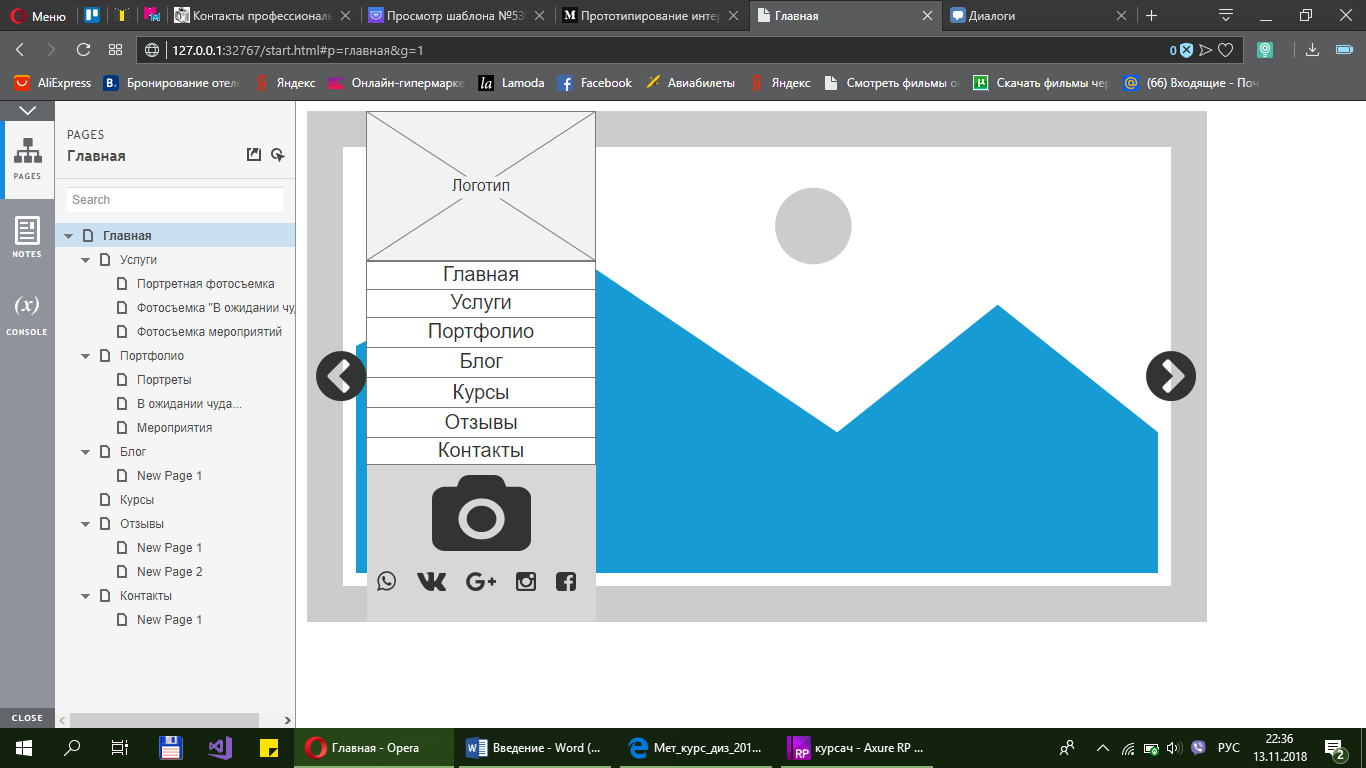 Меню
Контакты профессиональ
Просмотр шаблона №53
Прототипирование инте
Главная
Диалоги
127.0.0.1:32767/start.html#p=главная&g=1
0
AliExpress
Бронирование отеле
Яндекс
Онлайн-гипермарке
Lamoda
Facebook
Авиабилеты
Яндекс
Смотреть фильмы о
Скачать фильмы чер
(66) Входящие - Поч
PAGES
Главная
Search
PAGES
NOTES
(x)
CONSOLE
CLOSE
Главная
Услуги
Портретная фотосъемка
Фотосъемка "В ожидании чуд
Фотосъемка мероприятий
Портфолио
Портреты
В ожидании чуда...
Мероприятия
Блог
New Page 1
Курсы
Отзывы
New Page 1
New Page 2
Контакты
New Page 1
Логотип
Главная
Услуги
Портфолио
Блог
Курсы
Отзывы
Контакты
Главная - Opera
Введение - Word (...
Мет_курс_диз_201...
курсач - Axure RP ...
РУС
22:36
13.11.2018
2